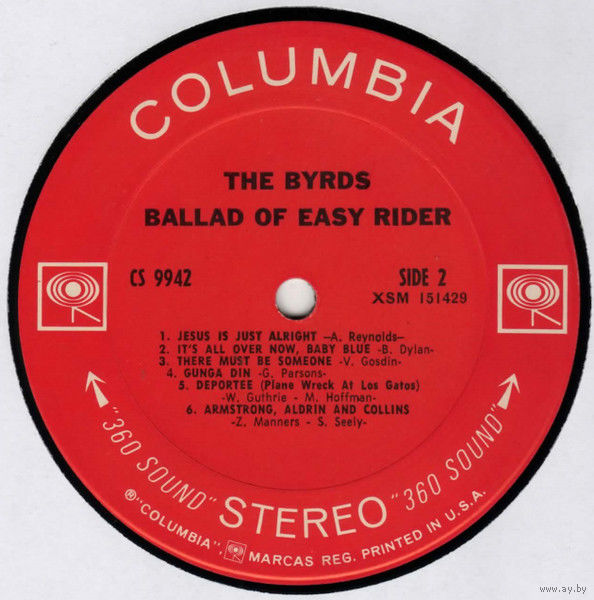 COLUMBIA
THE BYRDS
BALLAD OF EASY RIDER
CS 9942
SIDE 2
XSM 151429
1. JESUS IS JUST ALRIGHT –A. Reynolds–
2. IT'S ALL OVER NOW, BABY BLUE -B. Dylan-
3. THERE MUST BE SOMEONE -V. Gosdin-
4. GUNGA DIN -G. Parsons-
5. DEPORTEE (Plane Wreck At Los Gatos)
-W. Guthrie - M. Hoffman-
6. ARMSTRONG, ALDRIN AND COLLINS
-Z. Manners - S. Seely-
"360 SOUND" STEREO "360 SOUND"
®"COLUMBIA", MARCAS REG. PRINTED IN U.S.A.
www.ay.by